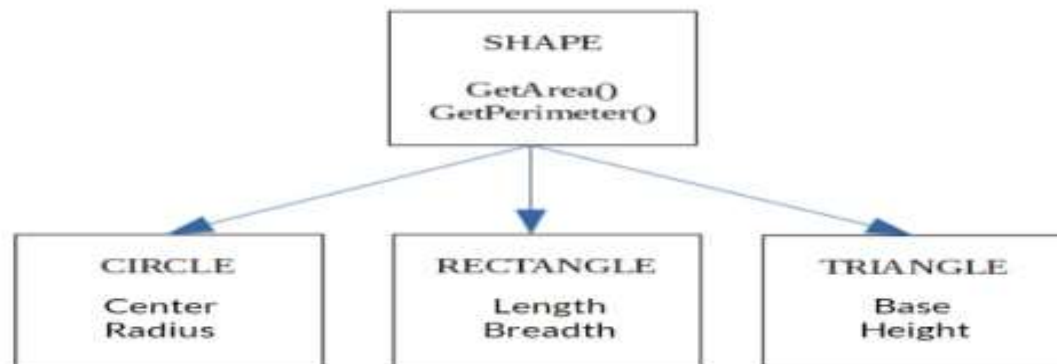 SHAPE
GetArea()
GetPerimeter()
CIRCLE
Center
Radius
RECTANGLE
Length
Breadth
TRIANGLE
Base
Height